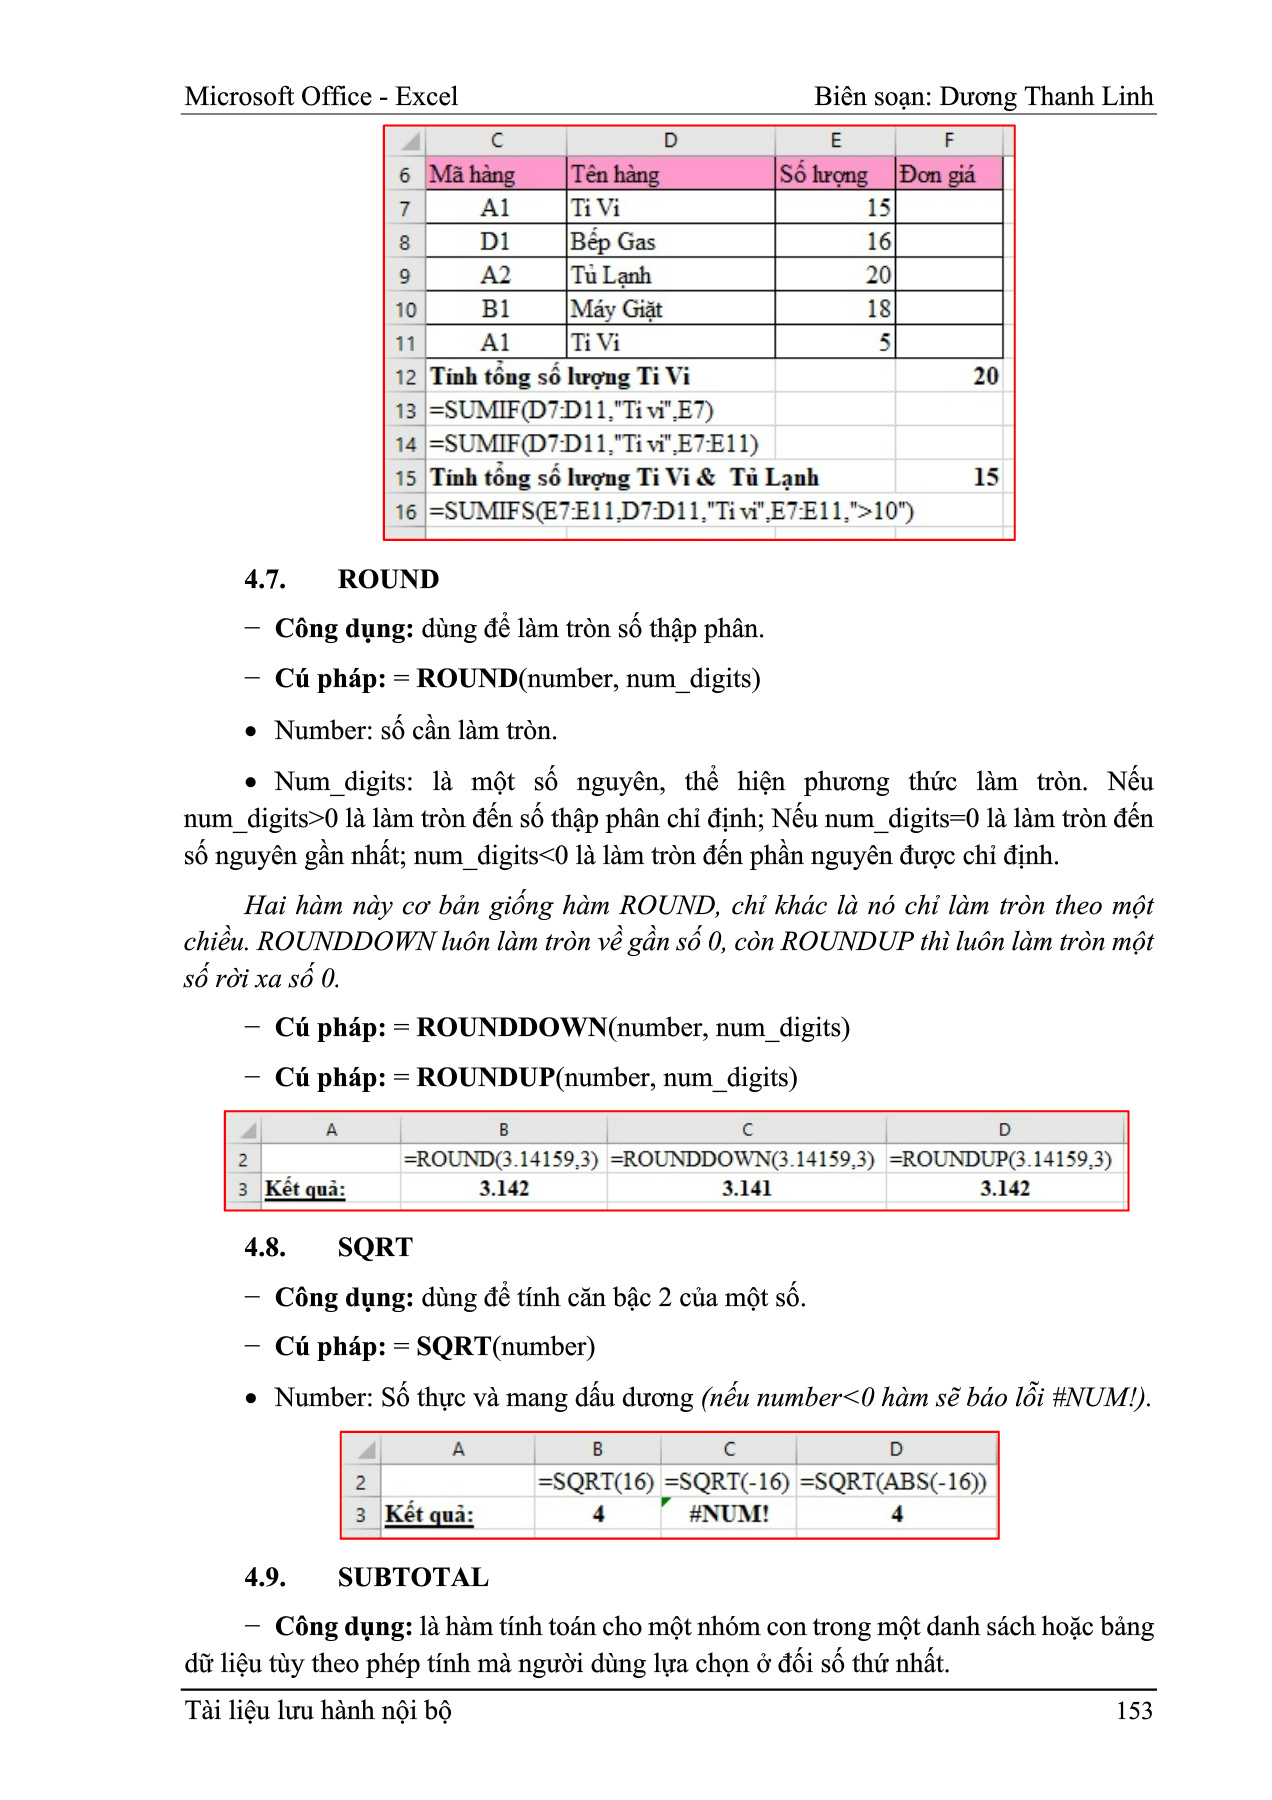 Microsoft Office - Excel Biên soạn: Dương Thanh Linh
C D E F
6 Mã hàng Tên hàng Số lượng Đơn giá
7 A1 Ti Vi 15
8 D1 Bếp Gas 16
9 A2 Tủ Lạnh 20
10 B1 Máy Giặt 18
11 A1 Ti Vi 5
12 Tính tổng số lượng Ti Vi 20
13 =SUMIF(D7:D11,"Ti vi",E7)
14 =SUMIF(D7:D11,"Ti vi",E7:E11)
15 Tính tổng số lượng Ti Vi & Tủ Lạnh 15
16 =SUMIFS(E7:E11,D7:D11,"Ti vi",E7:E11,">10")
4.7. ROUND
− Công dụng: dùng để làm tròn số thập phân.
− Cú pháp: = ROUND(number, num_digits)
• Number: số cần làm tròn.
• Num_digits: là một số nguyên, thể hiện phương thức làm tròn. Nếu
num_digits>0 là làm tròn đến số thập phân chỉ định; Nếu num_digits=0 là làm tròn đến
số nguyên gần nhất; num_digits<0 là làm tròn đến phần nguyên được chỉ định.
Hai hàm này cơ bản giống hàm ROUND, chỉ khác là nó chỉ làm tròn theo một
chiều. ROUNDDOWN luôn làm tròn về gần số 0, còn ROUNDUP thì luôn làm tròn một
số rời xa số 0.
− Cú pháp: = ROUNDDOWN(number, num_digits)
− Cú pháp: = ROUNDUP(number, num_digits)
A B C D
2 =ROUND(3.14159,3) =ROUNDDOWN(3.14159,3) =ROUNDUP(3.14159,3)
3 Kết quả: 3.142 3.141 3.142
4.8. SQRT
− Công dụng: dùng để tính căn bậc 2 của một số.
− Cú pháp: = SQRT(number)
• Number: Số thực và mang dấu dương (nếu number<0 hàm sẽ báo lỗi #NUM!).
A B C D
2 =SQRT(16) =SQRT(-16) =SQRT(ABS(-16))
3 Kết quả: 4 #NUM! 4
4.9. SUBTOTAL
− Công dụng: là hàm tính toán cho một nhóm con trong một danh sách hoặc bảng
dữ liệu tùy theo phép tính mà người dùng lựa chọn ở đối số thứ nhất.
Tài liệu lưu hành nội bộ 153